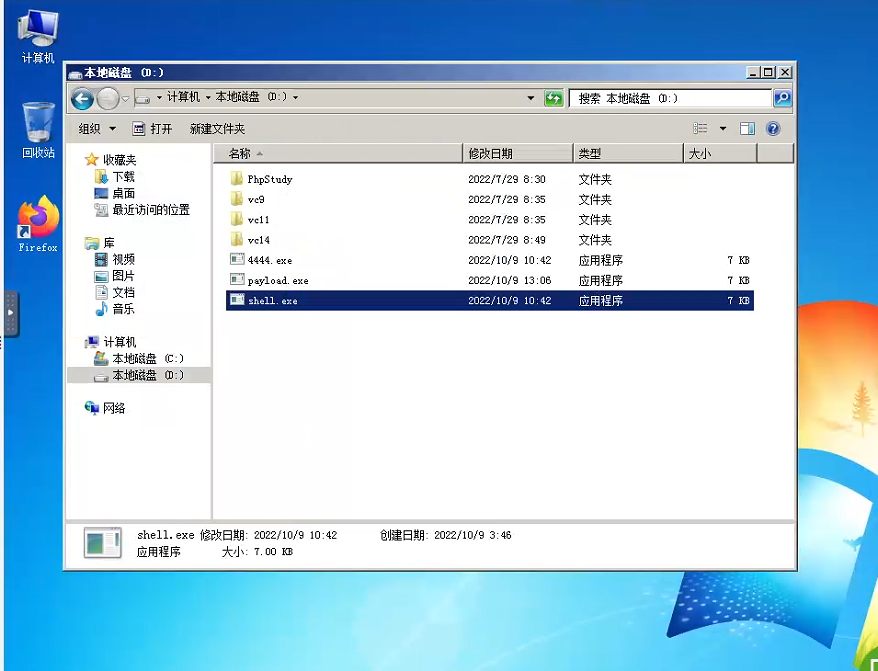 计算机
回收站
Firefox
本地磁盘 (D:)
计算机 本地磁盘 (D:)
搜索 本地磁盘 (D:)
组织 打开 新建文件夹
收藏夹
下载
桌面
最近访问的位置
库
视频
图片
文档
音乐
计算机
本地磁盘 (C:)
本地磁盘 (D:)
网络
名称 修改日期 类型 大小
PhpStudy 2022/7/29 8:30 文件夹
vc9 2022/7/29 8:35 文件夹
vc11 2022/7/29 8:35 文件夹
vc14 2022/7/29 8:49 文件夹
4444.exe 2022/10/9 10:42 应用程序 7 KB
payload.exe 2022/10/9 13:06 应用程序 7 KB
shell.exe 2022/10/9 10:42 应用程序 7 KB
shell.exe 修改日期: 2022/10/9 10:42 创建日期: 2022/10/9 3:46
应用程序 大小: 7.00 KB